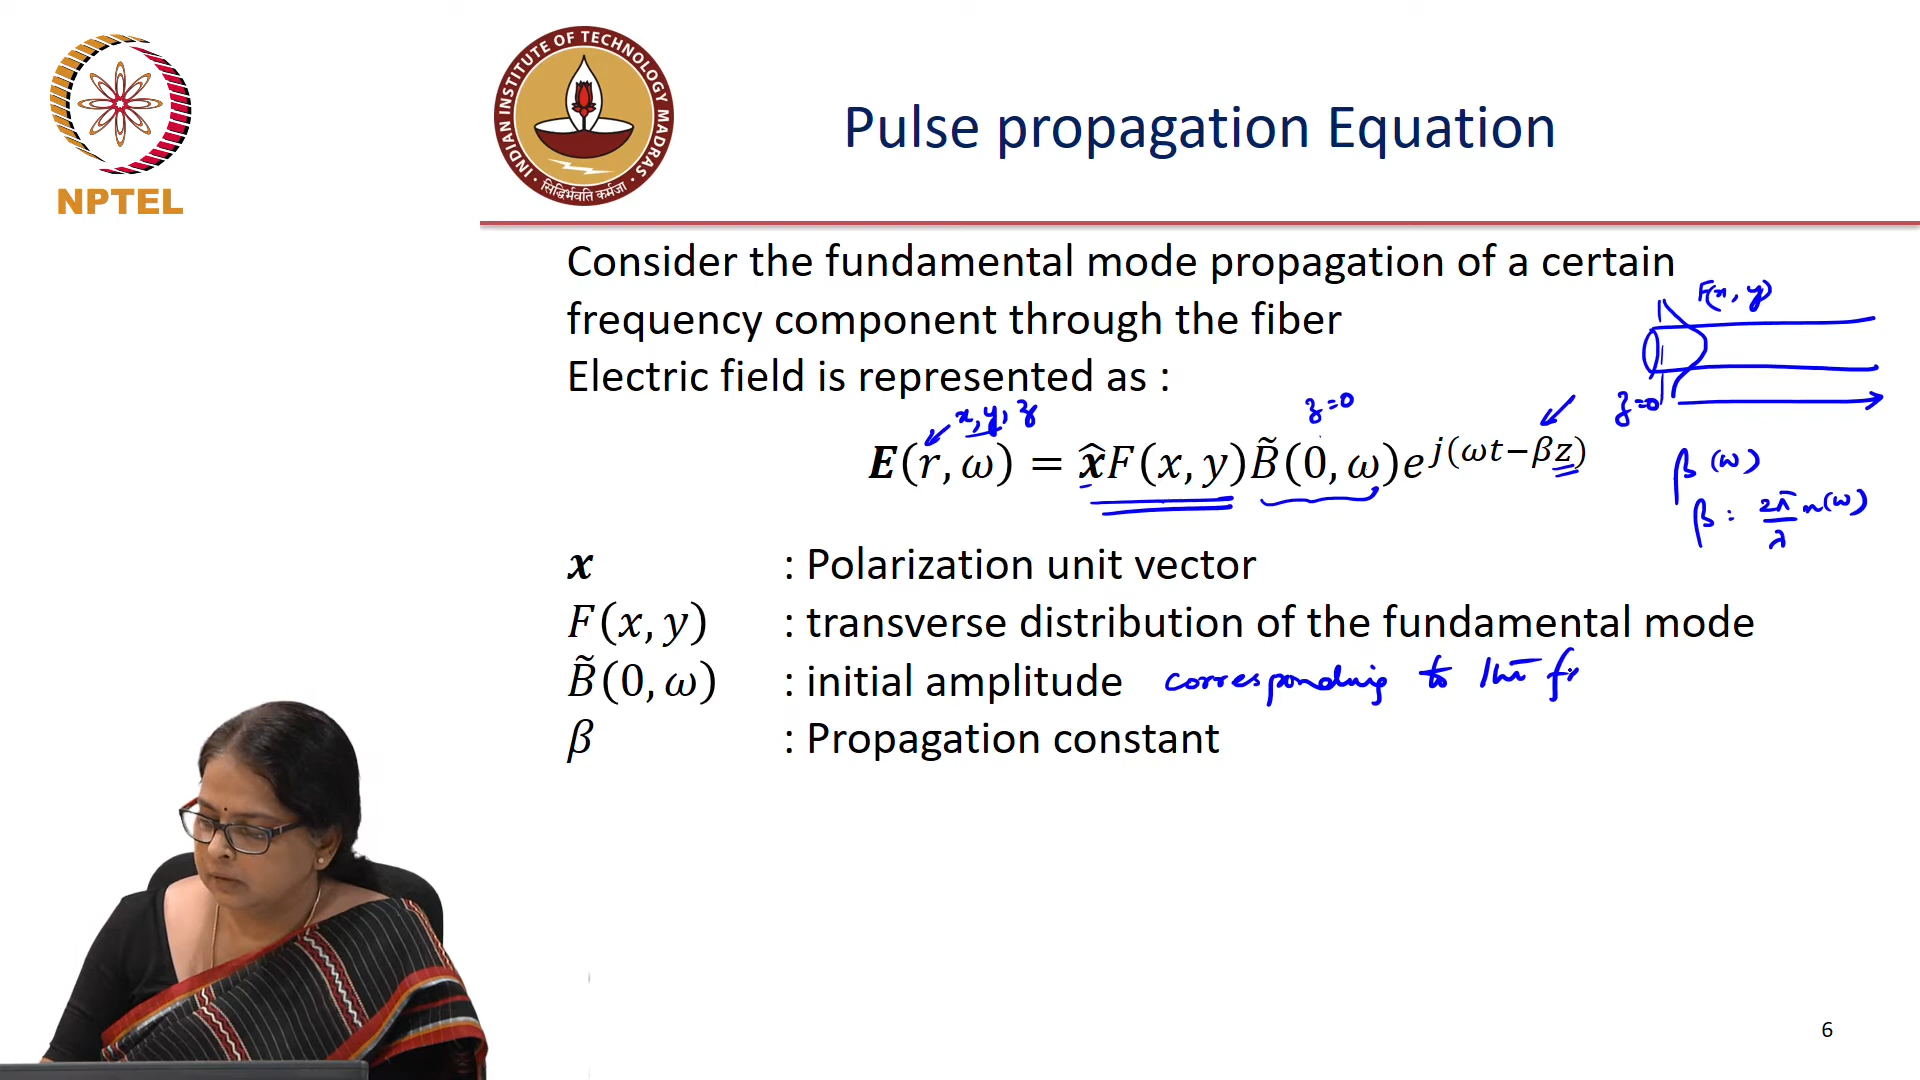 NPTEL
INDIAN INSTITUTE OF TECHNOLOGY MADRAS
सिद्धिर्भवति कर्मजा
Pulse propagation Equation
Consider the fundamental mode propagation of a certain
frequency component through the fiber
Electric field is represented as :
F(x, y)
z=0
x, y, z
z=0
E(r, ω) = x̂F(x, y)B̃(0, ω)e^{j(ωt−βz)}
β(ω)
β = 2π/λ n(ω)
x : Polarization unit vector
F(x, y) : transverse distribution of the fundamental mode
B̃(0, ω) : initial amplitude corresponding to
β : Propagation constant
6